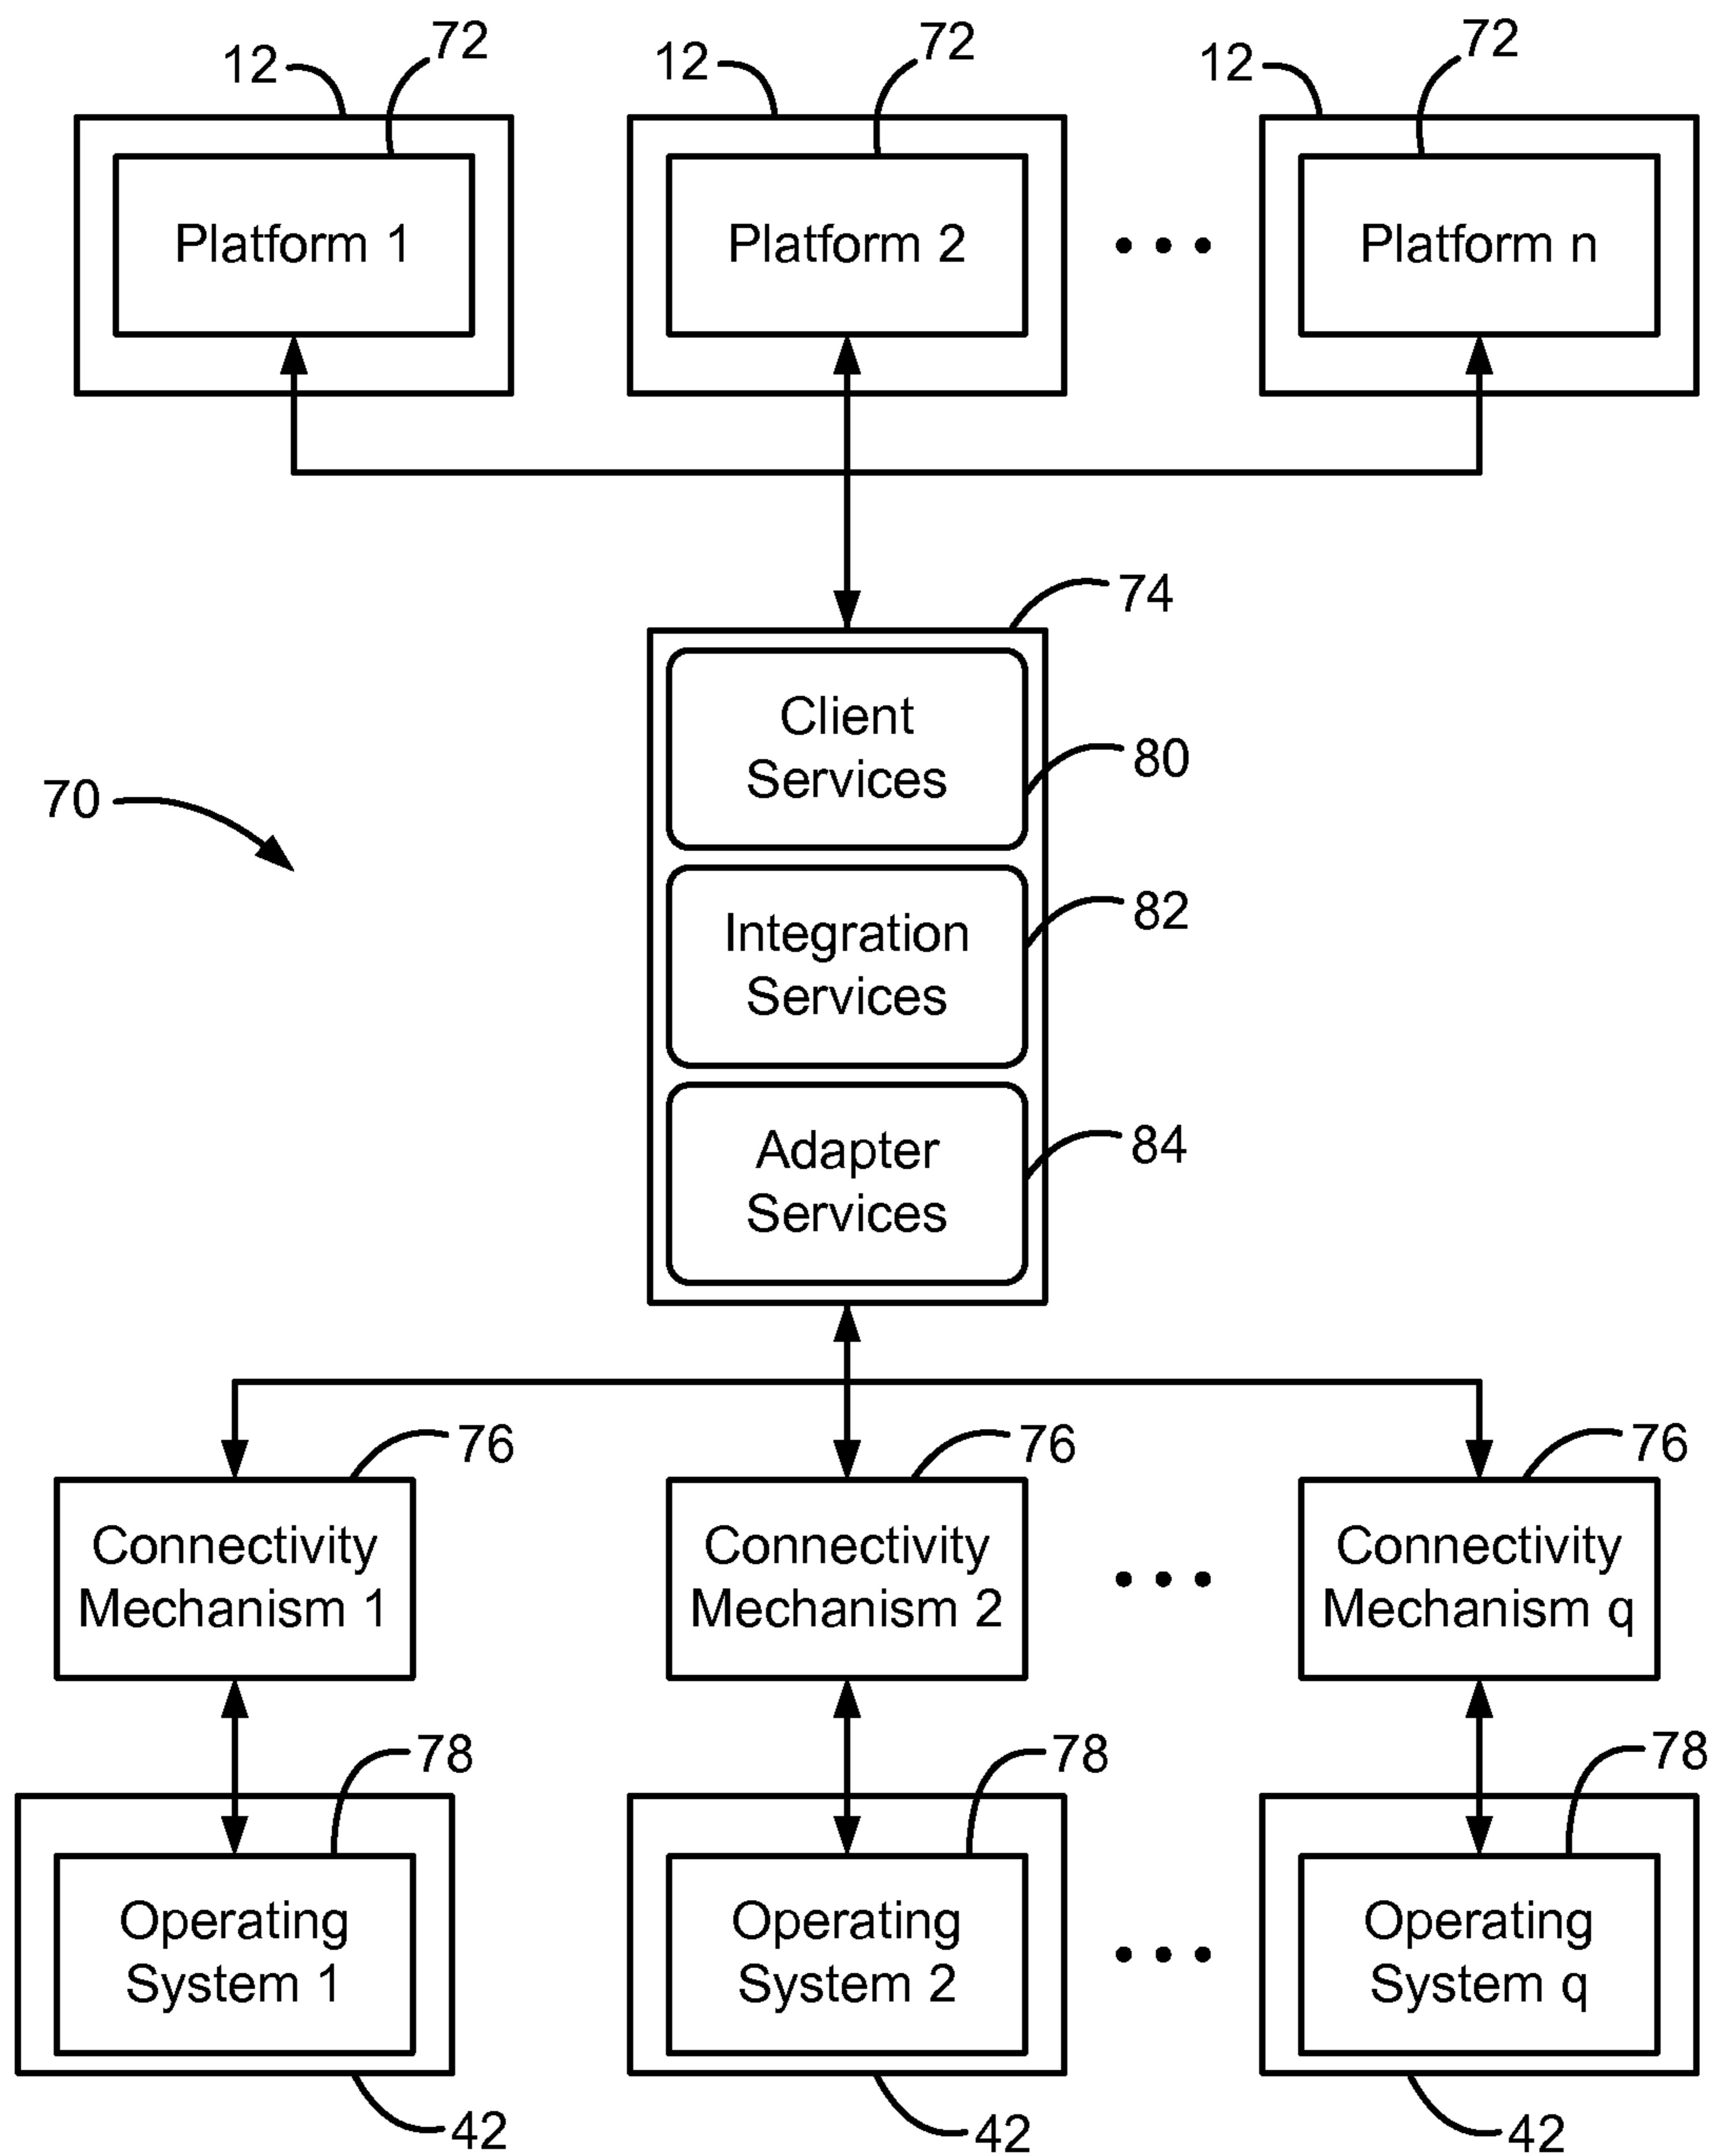 12 72 12 72 12 72
Platform 1 Platform 2 Platform n
74
Client
Services
80
70
Integration
Services
82
Adapter
Services
84
76 76 76
Connectivity
Mechanism 1
Connectivity
Mechanism 2
Connectivity
Mechanism q
78 78 78
Operating
System 1
Operating
System 2
Operating
System q
42 42 42